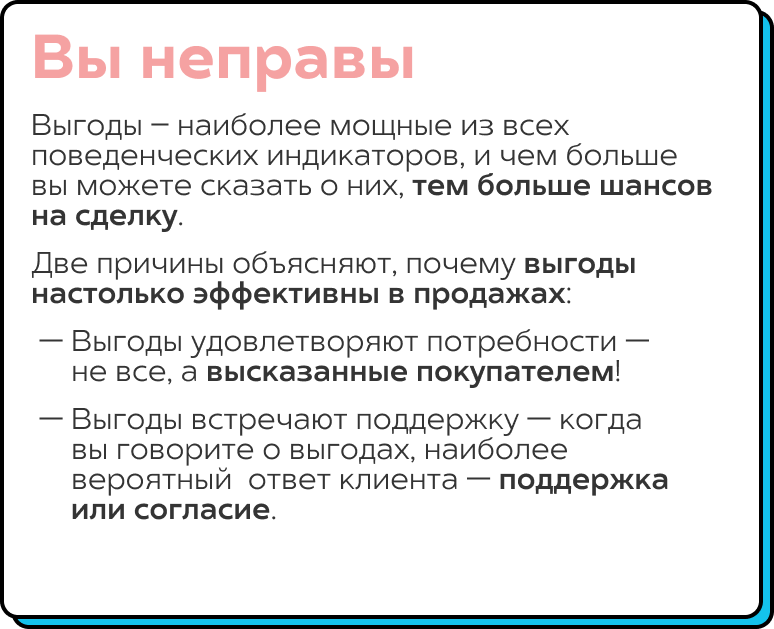 Вы неправы
Выгоды — наиболее мощные из всех
поведенческих индикаторов, и чем больше
вы можете сказать о них, тем больше шансов
на сделку.
Две причины объясняют, почему выгоды
настолько эффективны в продажах:
— Выгоды удовлетворяют потребности —
не все, а высказанные покупателем!
— Выгоды встречают поддержку — когда
вы говорите о выгодах, наиболее
вероятный  ответ клиента — поддержка
или согласие.